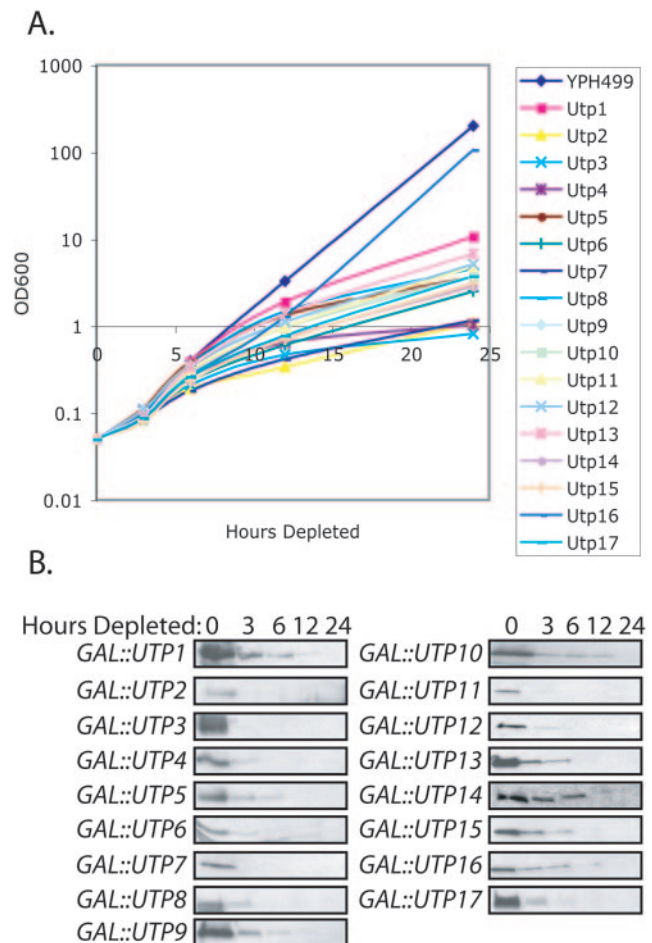 A.
1000
100
10
1
0.1
0.01
OD600
0 5 10 15 20 25
Hours Depleted
YPH499
Utp1
Utp2
Utp3
Utp4
Utp5
Utp6
Utp7
Utp8
Utp9
Utp10
Utp11
Utp12
Utp13
Utp14
Utp15
Utp16
Utp17
B.
Hours Depleted: 0 3 6 12 24
GAL::UTP1
GAL::UTP2
GAL::UTP3
GAL::UTP4
GAL::UTP5
GAL::UTP6
GAL::UTP7
GAL::UTP8
GAL::UTP9
0 3 6 12 24
GAL::UTP10
GAL::UTP11
GAL::UTP12
GAL::UTP13
GAL::UTP14
GAL::UTP15
GAL::UTP16
GAL::UTP17